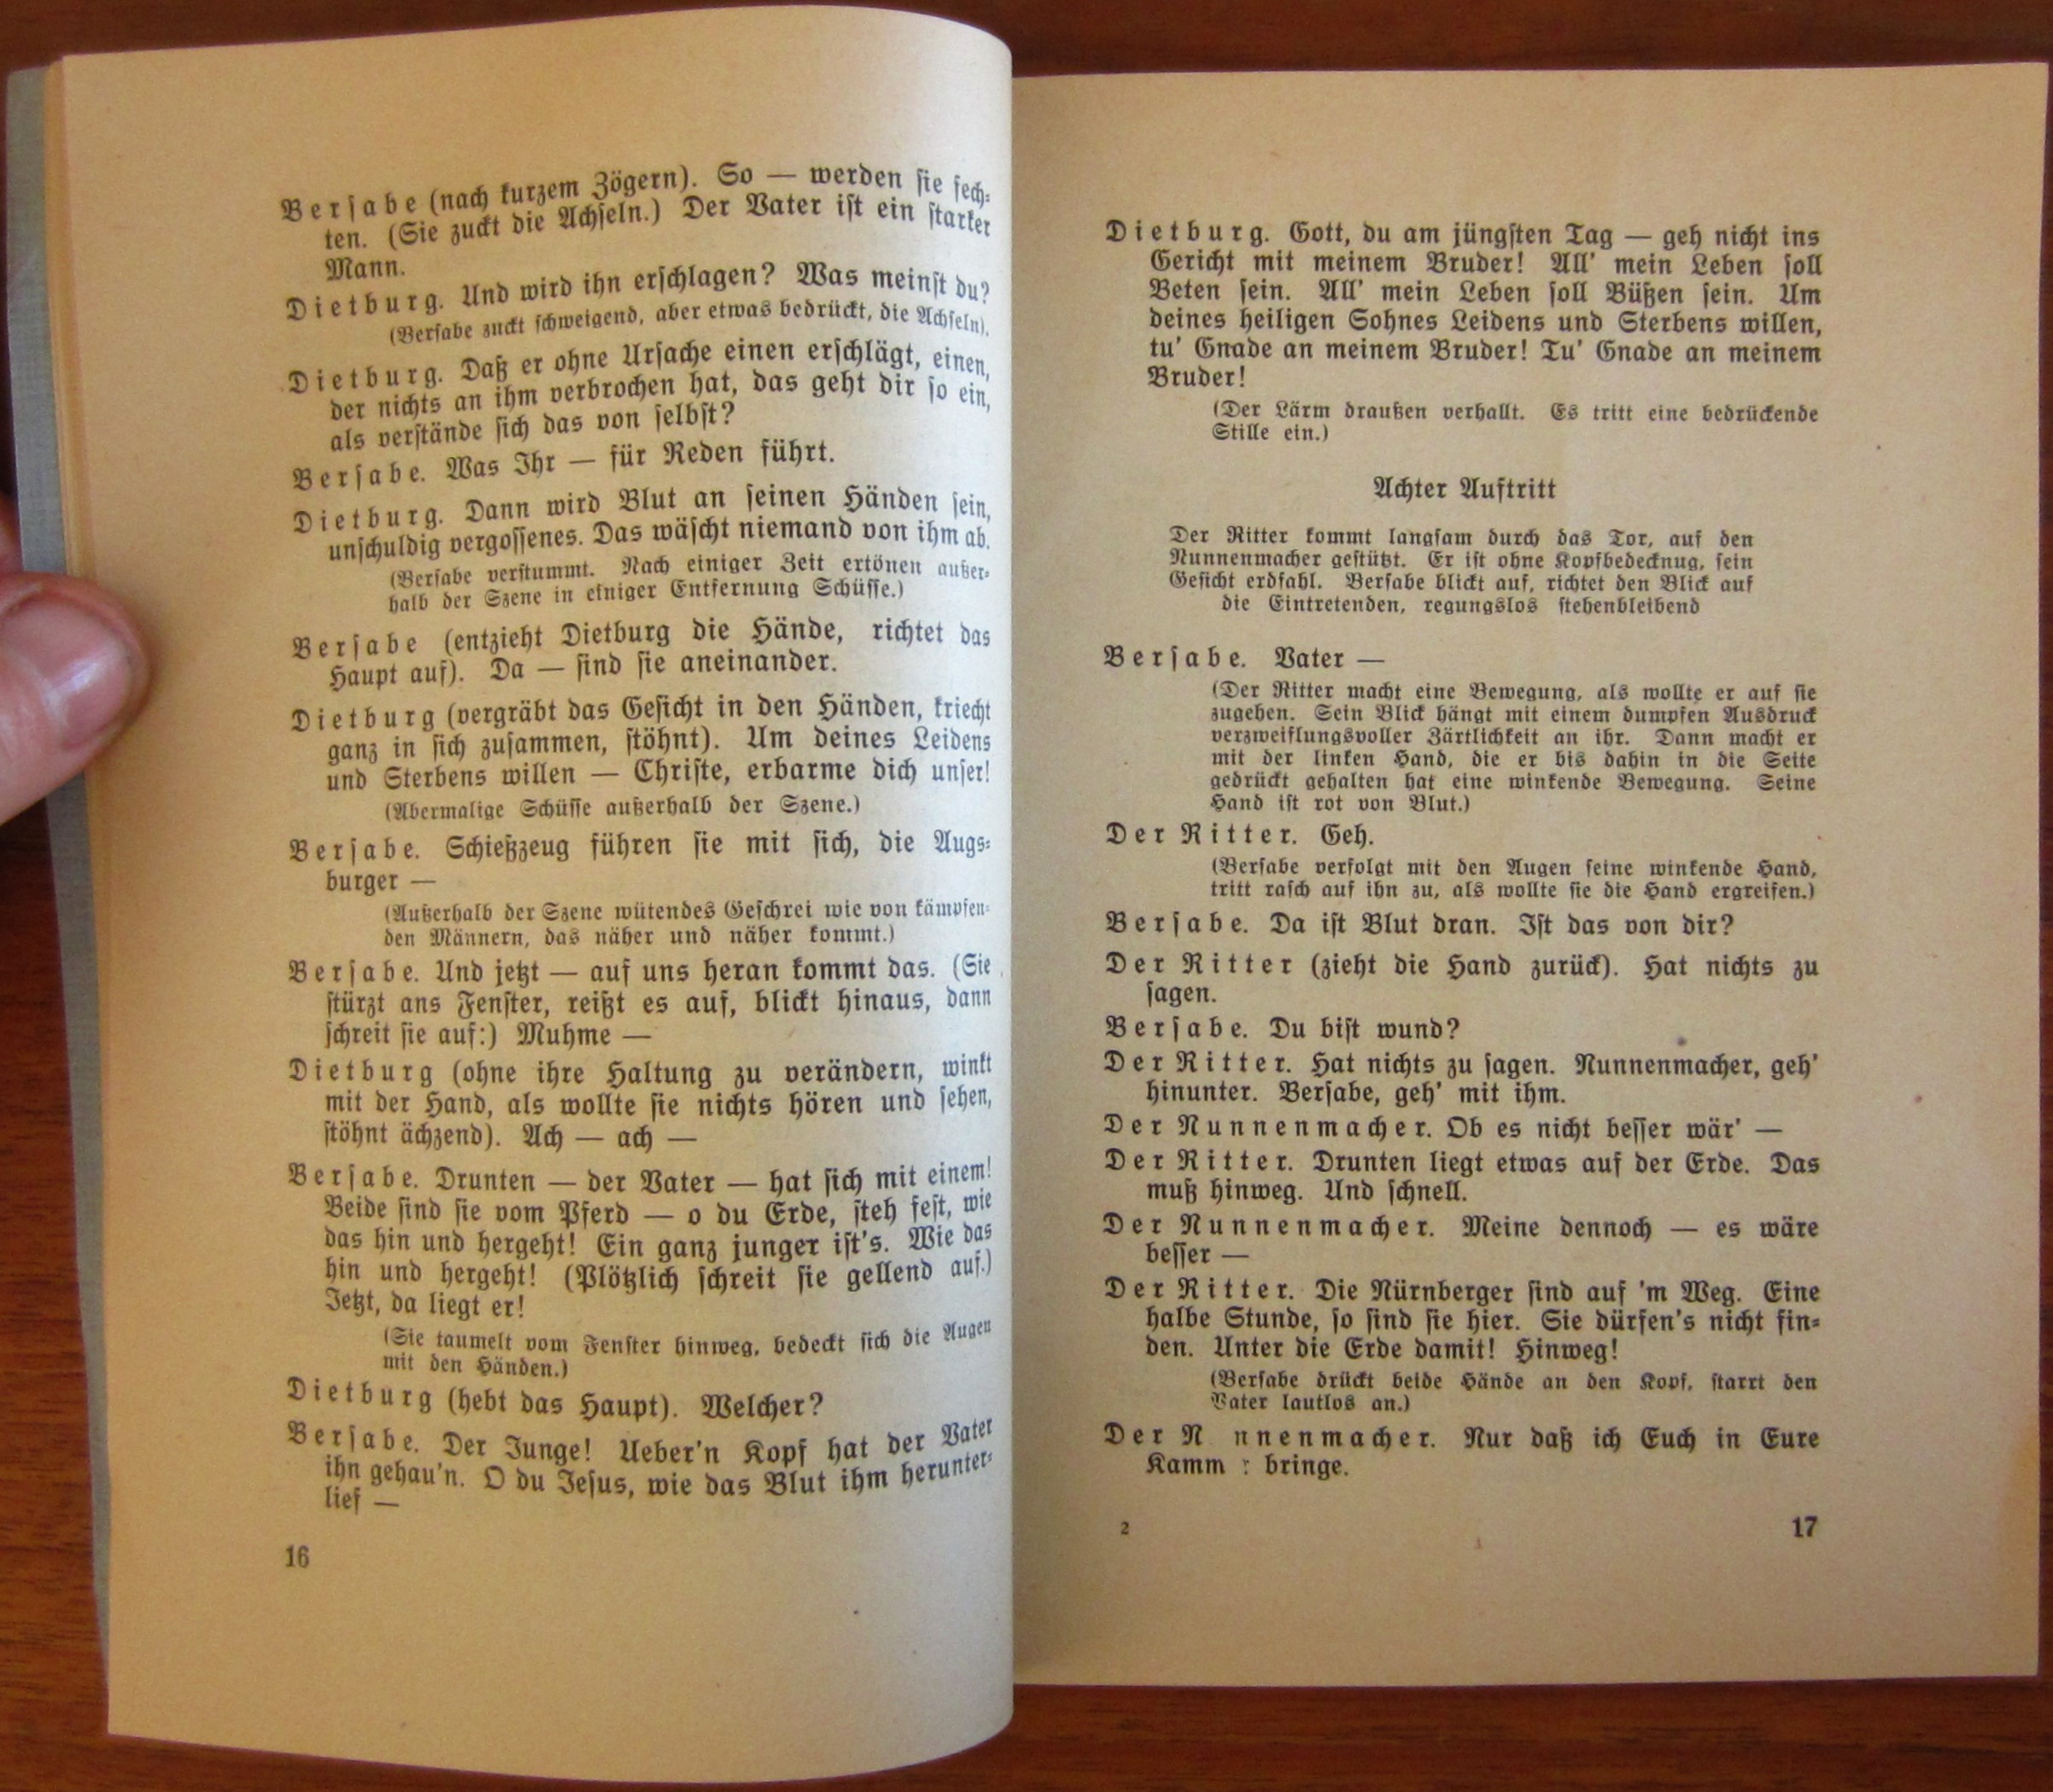 Berſabe (nach kurzem Zögern). So — werden ſie fech-
ten. (Sie zuckt die Achſeln.) Der Vater iſt ein ſtarker
Mann.
Dietburg. Und wird ihn erſchlagen? Was meinſt du?
(Berſabe zuckt ſchweigend, aber etwas bedrückt, die Achſeln).
Dietburg. Daß er ohne Urſache einen erſchlägt, einen,
der nichts an ihm verbrochen hat, das geht dir ſo ein,
als verſtände ſich das von ſelbſt?
Berſabe. Was Ihr — für Reden führt.
Dietburg. Dann wird Blut an ſeinen Händen ſein,
unſchuldig vergoſſenes. Das wäſcht niemand von ihm ab.
(Berſabe verſtummt. Nach einiger Zeit ertönen außer-
halb der Szene in einiger Entfernung Schüſſe.)
Berſabe (entzieht Dietburg die Hände, richtet das
Haupt auf). Da — ſind ſie aneinander.
Dietburg (vergräbt das Geſicht in den Händen, kriecht
ganz in ſich zuſammen, ſtöhnt). Um deines Leidens
und Sterbens willen — Chriſte, erbarme dich unſer!
(Abermalige Schüſſe außerhalb der Szene.)
Berſabe. Schießzeug führen ſie mit ſich, die Augs-
burger —
(Außerhalb der Szene wütendes Geſchrei wie von kämpfen-
den Männern, das näher und näher kommt.)
Berſabe. Und jetzt — auf uns heran kommt das. (Sie
ſtürzt ans Fenſter, reißt es auf, blickt hinaus, dann
ſchreit ſie auf:) Muhme —
Dietburg (ohne ihre Haltung zu verändern, winkt
mit der Hand, als wollte ſie nichts hören und ſehen,
ſtöhnt ächzend). Ach — ach —
Berſabe. Drunten — der Vater — hat ſich mit einem!
Beide ſind ſie vom Pferd — o du Erde, ſteh feſt, wie
das hin und hergeht! Ein ganz junger iſt's. Wie das
hin und hergeht! (Plötzlich ſchreit ſie gellend auf.)
Jetzt, da liegt er!
(Sie taumelt vom Fenſter hinweg, bedeckt ſich die Augen
mit den Händen.)
Dietburg (hebt das Haupt). Welcher?
Berſabe. Der Junge! Ueber'n Kopf hat der Vater
ihn gehau'n. O du Jeſus, wie das Blut ihm herunter-
lief —
16
Dietburg. Gott, du am jüngſten Tag — geh nicht ins
Gericht mit meinem Bruder! All' mein Leben ſoll
Beten ſein. All' mein Leben ſoll Büßen ſein. Um
deines heiligen Sohnes Leidens und Sterbens willen,
tu' Gnade an meinem Bruder! Tu' Gnade an meinem
Bruder!
(Der Lärm draußen verhallt. Es tritt eine bedrückende
Stille ein.)
Achter Auftritt
Der Ritter kommt langſam durch das Tor, auf den
Nunnenmacher geſtützt. Er iſt ohne Kopfbedecknug, ſein
Geſicht erdfahl. Berſabe blickt auf, richtet den Blick auf
die Eintretenden, regungslos ſtehenbleibend
Berſabe. Vater —
(Der Ritter macht eine Bewegung, als wollte er auf ſie
zugehen. Sein Blick hängt mit einem dumpfen Ausdruck
verzweiflungsvoller Zärtlichkeit an ihr. Dann macht er
mit der linken Hand, die er bis dahin in die Seite
gedrückt gehalten hat eine winkende Bewegung. Seine
Hand iſt rot von Blut.)
Der Ritter. Geh.
(Berſabe verfolgt mit den Augen ſeine winkende Hand,
tritt raſch auf ihn zu, als wollte ſie die Hand ergreifen.)
Berſabe. Da iſt Blut dran. Iſt das von dir?
Der Ritter (zieht die Hand zurück). Hat nichts zu
ſagen.
Berſabe. Du biſt wund?
Der Ritter. Hat nichts zu ſagen. Nunnenmacher, geh'
hinunter. Berſabe, geh' mit ihm.
Der Nunnenmacher. Ob es nicht beſſer wär' —
Der Ritter. Drunten liegt etwas auf der Erde. Das
muß hinweg. Und ſchnell.
Der Nunnenmacher. Meine dennoch — es wäre
beſſer —
Der Ritter. Die Nürnberger ſind auf 'm Weg. Eine
halbe Stunde, ſo ſind ſie hier. Sie dürfen's nicht fin-
den. Unter die Erde damit! Hinweg!
(Berſabe drückt beide Hände an den Kopf, ſtarrt den
Vater lautlos an.)
Der N nnenmacher. Nur daß ich Euch in Eure
Kamm r bringe.
2
17